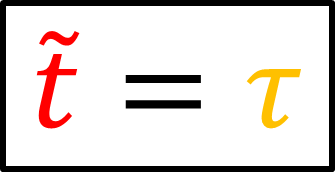 t̃ = τ